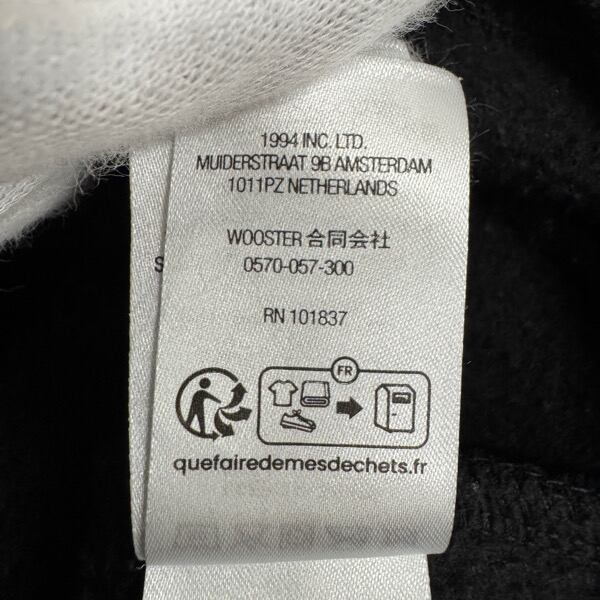 1994 INC. LTD.
MUIDERSTRAAT 9B AMSTERDAM
1011PZ NETHERLANDS
WOOSTER 合同会社
0570-057-300
S
RN 101837
FR
quefairedemesdechets.fr